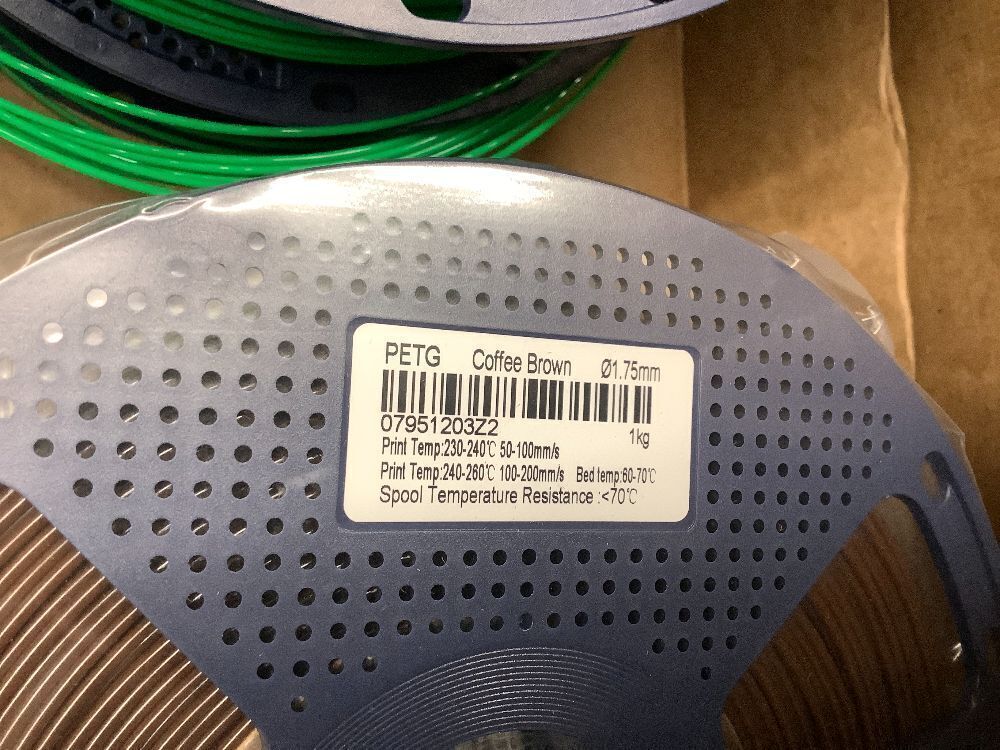 PETG Coffee Brown Ø1.75mm
07951203Z2
1kg
Print Temp:230-240℃ 50-100mm/s
Print Temp:240-260℃ 100-200mm/s Bed temp:60-70℃
Spool Temperature Resistance :<70℃